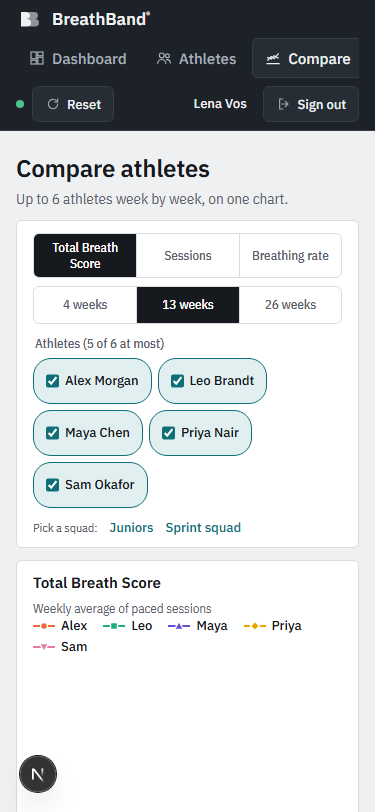 BreathBand®
Dashboard
Athletes
Compare
Reset
Lena Vos
Sign out
Compare athletes
Up to 6 athletes week by week, on one chart.
Total Breath
Score
Sessions
Breathing rate
4 weeks
13 weeks
26 weeks
Athletes (5 of 6 at most)
Alex Morgan
Leo Brandt
Maya Chen
Priya Nair
Sam Okafor
Pick a squad: Juniors Sprint squad
Total Breath Score
Weekly average of paced sessions
Alex Leo Maya Priya
Sam
N